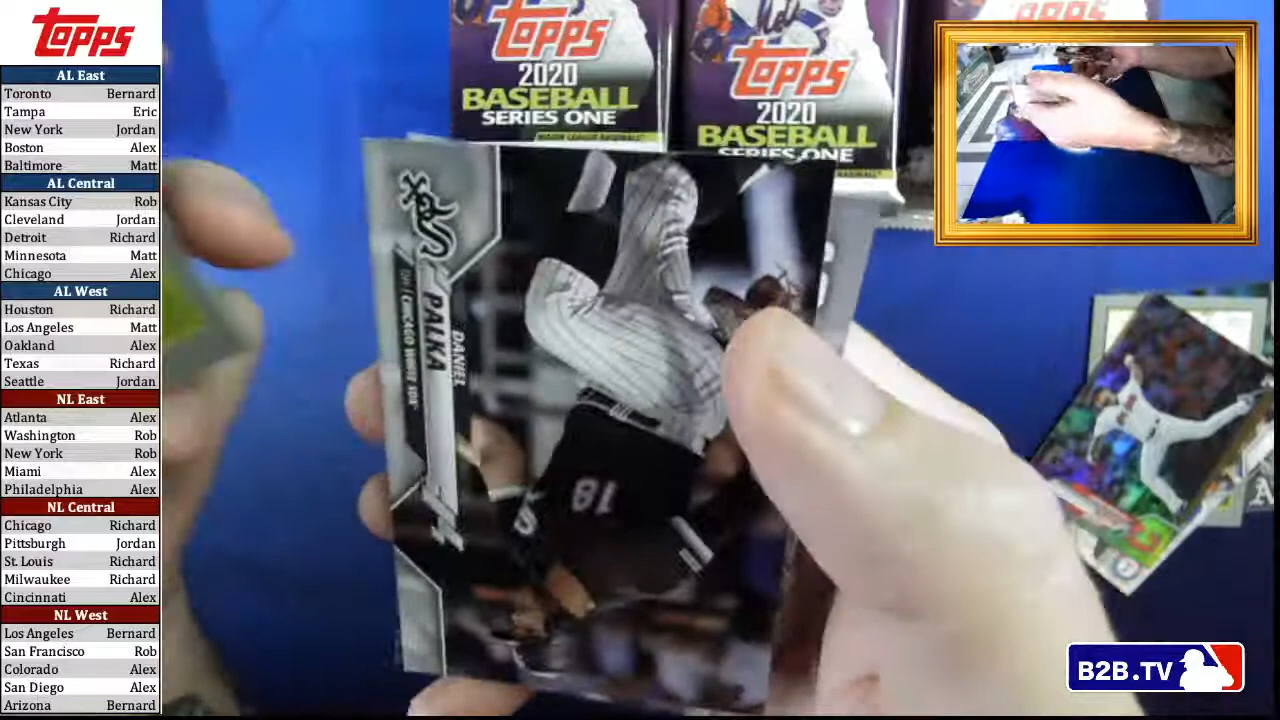 TOPPS
AL East
Toronto Bernard
Tampa Eric
New York Jordan
Boston Alex
Baltimore Matt
AL Central
Kansas City Rob
Cleveland Jordan
Detroit Richard
Minnesota Matt
Chicago Alex
AL West
Houston Richard
Los Angeles Matt
Oakland Alex
Texas Richard
Seattle Jordan
NL East
Atlanta Alex
Washington Rob
New York Rob
Miami Alex
Philadelphia Alex
NL Central
Chicago Richard
Pittsburgh Jordan
St. Louis Richard
Milwaukee Richard
Cincinnati Alex
NL West
Los Angeles Bernard
San Francisco Rob
Colorado Alex
San Diego Alex
Arizona Bernard
TOPPS
2020
BASEBALL
SERIES ONE
TOPPS
2020
BASEBALL
SERIES ONE
TOPPS
Sox
DANIEL
PALKA
CHICAGO WHITE SOX
18
B2B.TV